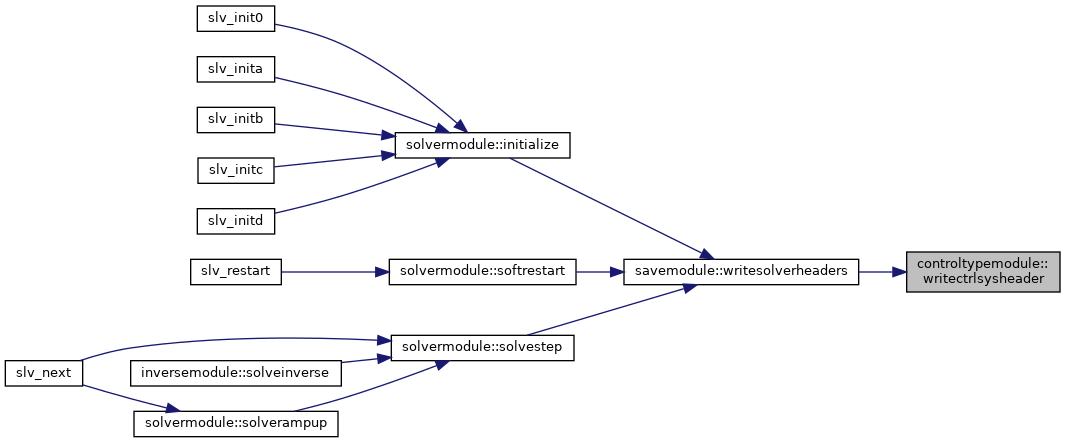 slv_init0
slv_inita
slv_initb
solvermodule::initialize
slv_initc
slv_initd
slv_restart
solvermodule::softrestart
savemodule::writesolverheaders
controltypemodule::
writectrlsysheader
solvermodule::solvestep
slv_next
inversemodule::solveinverse
solvermodule::solverampup